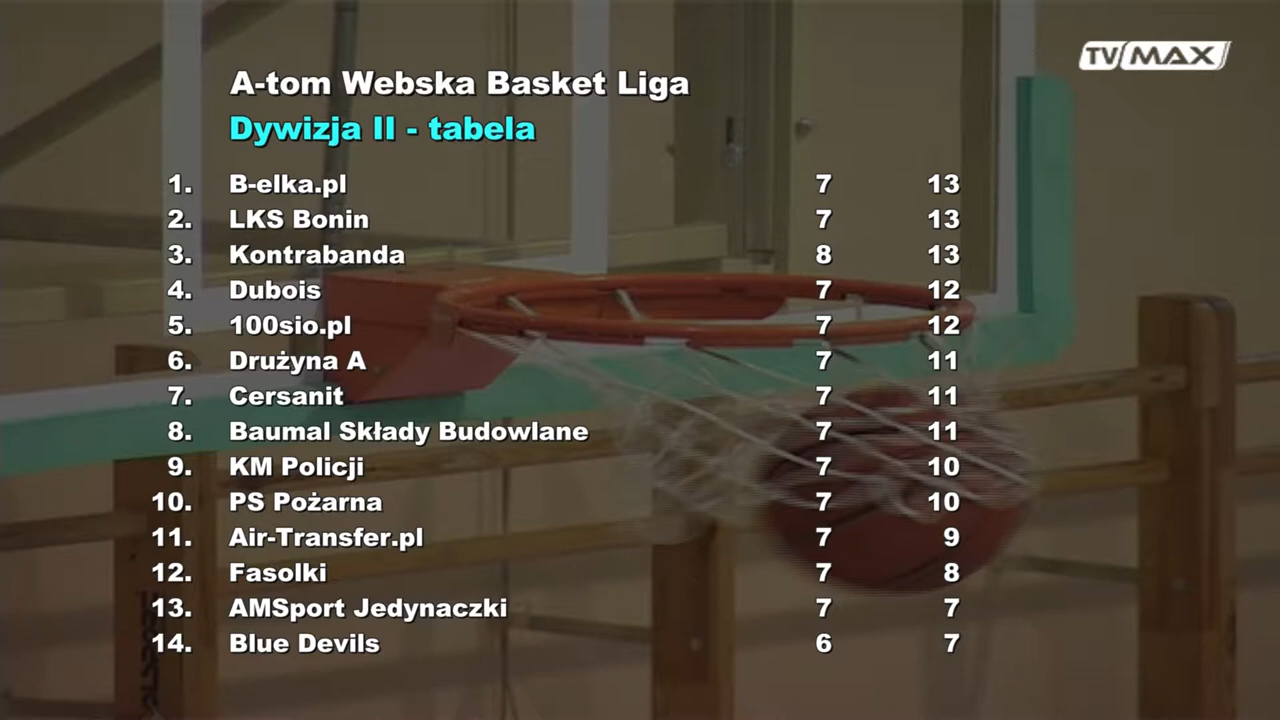 TV MAX
A-tom Webska Basket Liga
Dywizja II - tabela
1. B-elka.pl 7 13
2. LKS Bonin 7 13
3. Kontrabanda 8 13
4. Dubois 7 12
5. 100sio.pl 7 12
6. Drużyna A 7 11
7. Cersanit 7 11
8. Baumal Składy Budowlane 7 11
9. KM Policji 7 10
10. PS Pożarna 7 10
11. Air-Transfer.pl 7 9
12. Fasolki 7 8
13. AMSport Jedynaczki 7 7
14. Blue Devils 6 7